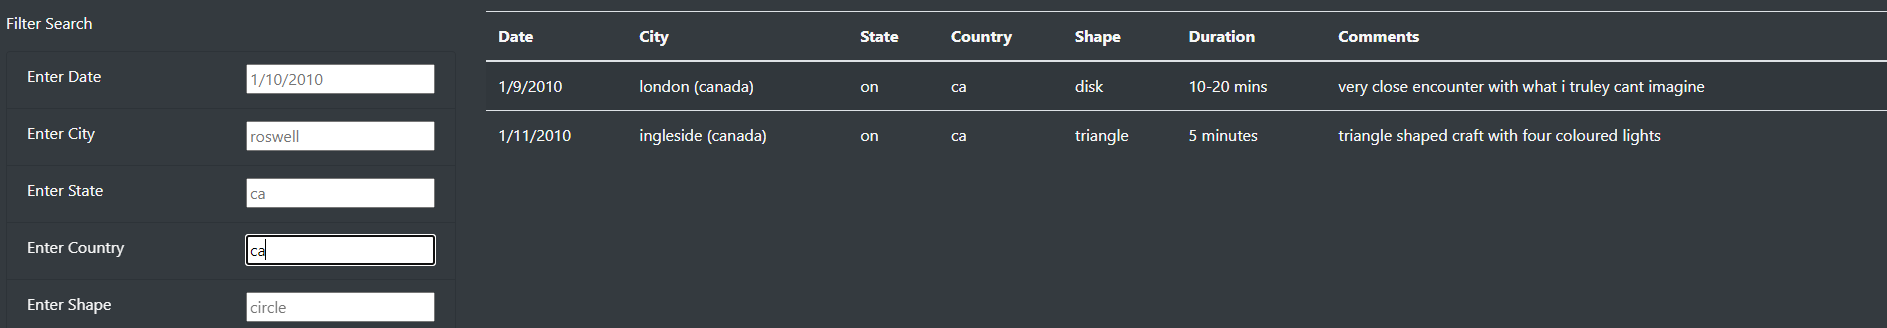 Filter Search
Enter Date 1/10/2010
Enter City roswell
Enter State ca
Enter Country ca
Enter Shape circle
Date City State Country Shape Duration Comments
1/9/2010 london (canada) on ca disk 10-20 mins very close encounter with what i truley cant imagine
1/11/2010 ingleside (canada) on ca triangle 5 minutes triangle shaped craft with four coloured lights